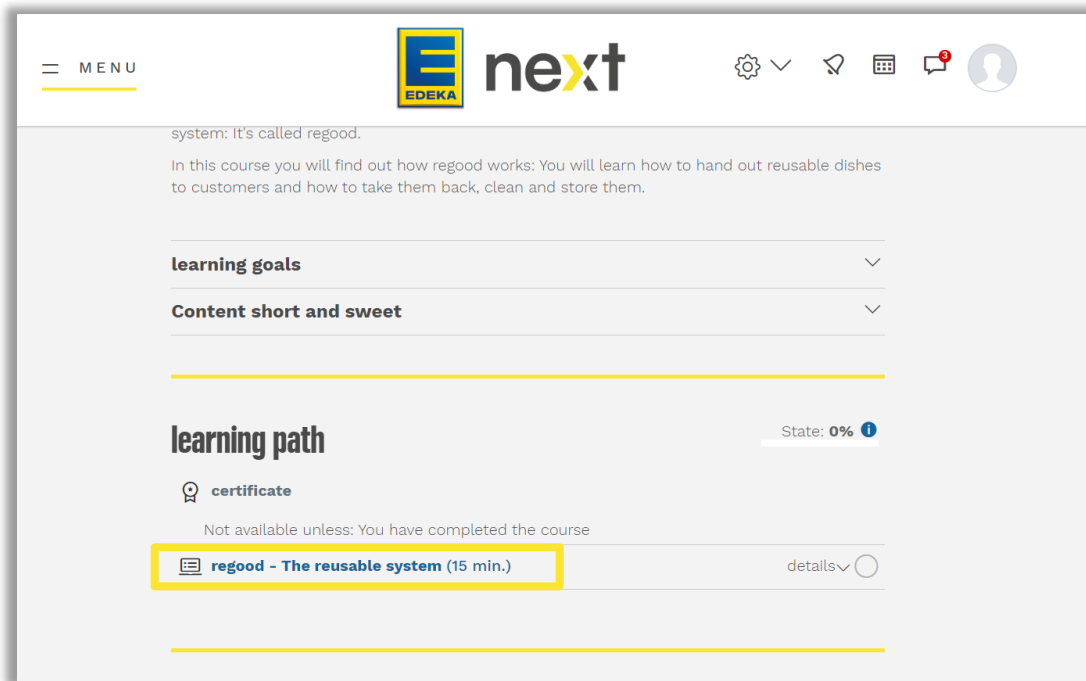 MENU
EDEKA
next
3
system: It's called regood.
In this course you will find out how regood works: You will learn how to hand out reusable dishes
to customers and how to take them back, clean and store them.
learning goals
Content short and sweet
learning path
State: 0% i
certificate
Not available unless: You have completed the course
regood - The reusable system (15 min.)
details